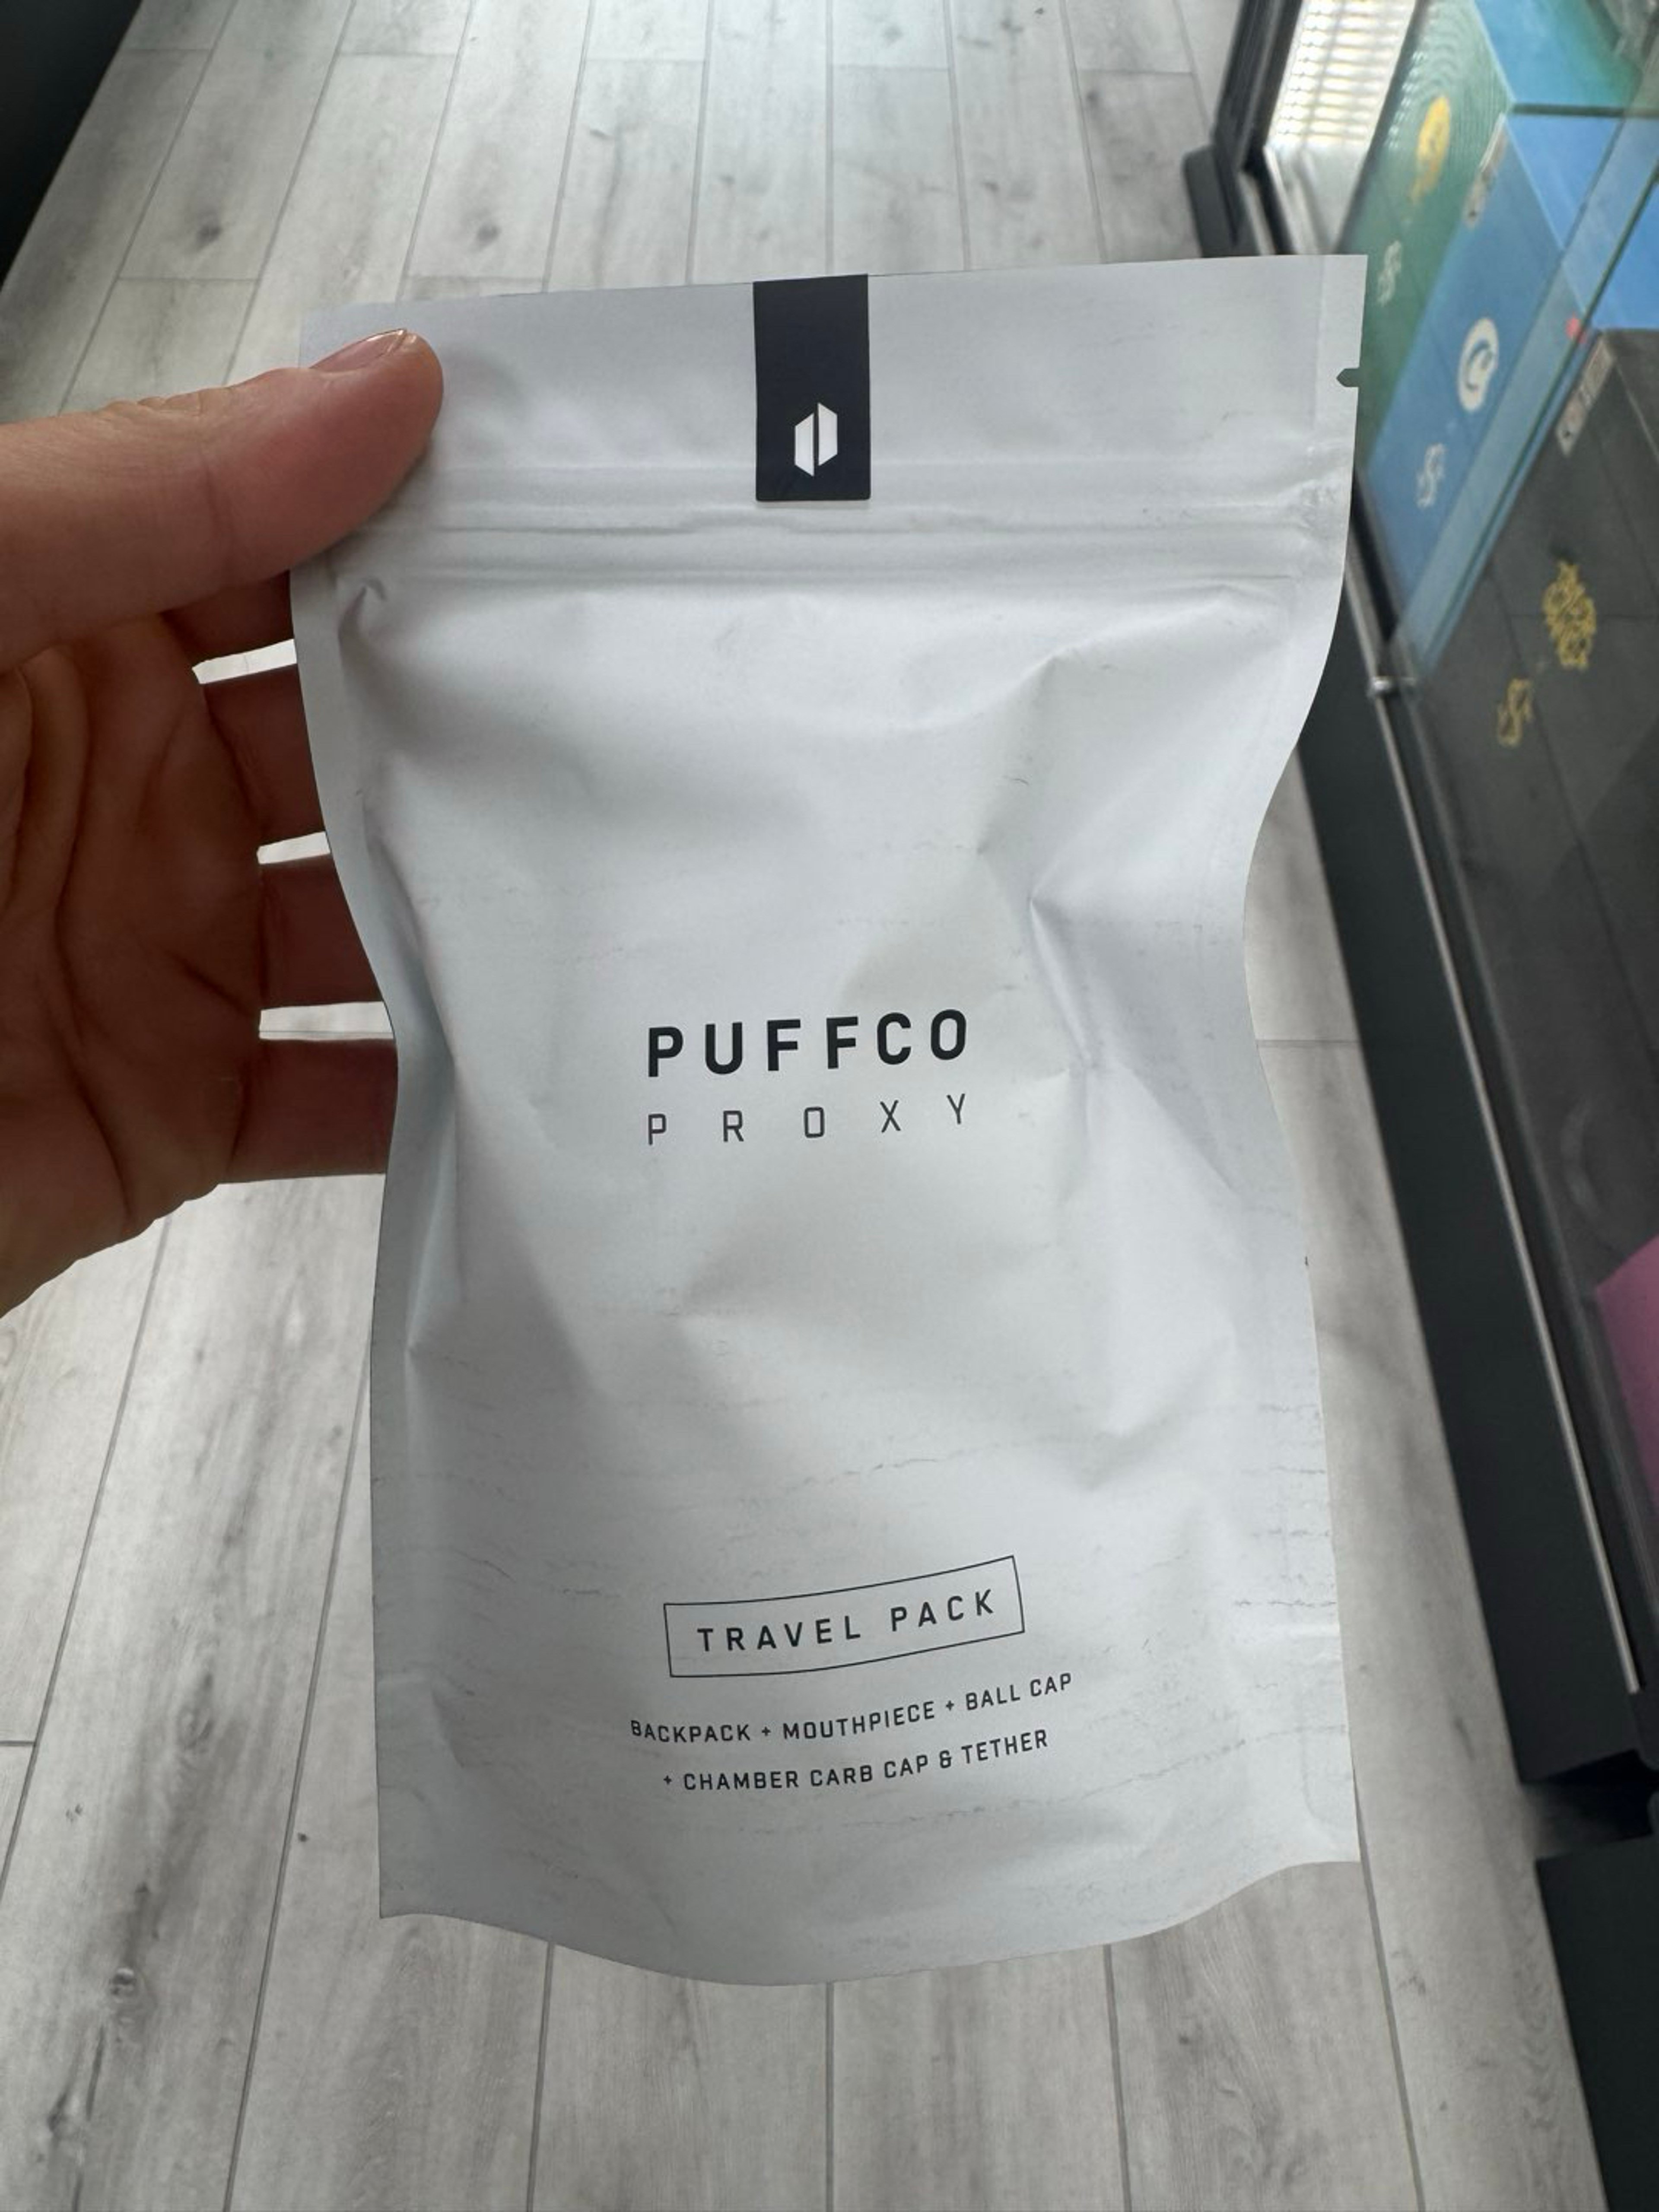 PUFFCO
PROXY
TRAVEL PACK
BACKPACK + MOUTHPIECE + BALL CAP
+ CHAMBER CARB CAP & TETHER